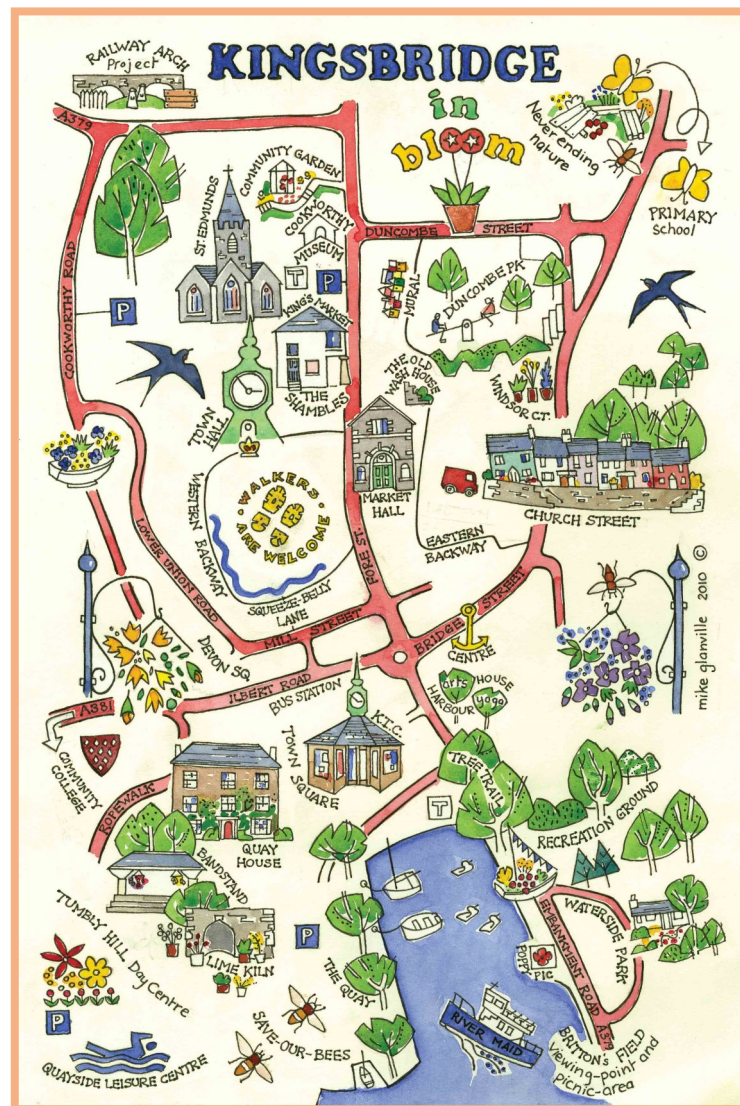 KINGSBRIDGE
in
bloom
RAILWAY ARCH
Project
A379
Never ending
nature
PRIMARY
School
COMMUNITY GARDEN
ST. EDMUNDS
COOKWORTHY
MUSEUM
T
P
DUNCOMBE STREET
MURAL
DUNCOMBE PK
COOKWORTHY ROAD
P
KING'S MARKET
THE
SHAMBLES
TOWN
HALL
THE OLD
WASH HOUSE
WINDSOR CT.
MARKET
HALL
CHURCH STREET
WALKERS
ARE WELCOME
WESTERN
BACKWAY
FORE ST.
EASTERN
BACKWAY
SQUEEZE-BELLY
LANE
LOWER UNION ROAD
MILL STREET
BRIDGE STREET
CENTRE
DEVON SQ
ILBERT ROAD
BUS STATION
arts HOUSE
HARBOUR yoga
mike glanville 2010 ©
A381
COMMUNITY
COLLEGE
TOWN
SQUARE
K.T.C.
ROPEWALK
QUAY
HOUSE
TREE TRAIL
T
RECREATION GROUND
BANDSTAND
LIME KILN
TUMBLY HILL Day Centre
P
THE QUAY
WATERSIDE
PARK
EMBANKMENT ROAD
A379
POPPY
PIC
RIVER MAID
BRITTON'S FIELD
Viewing-point and
picnic-area
P
SAVE-OUR-BEES
QUAYSIDE LEISURE CENTRE